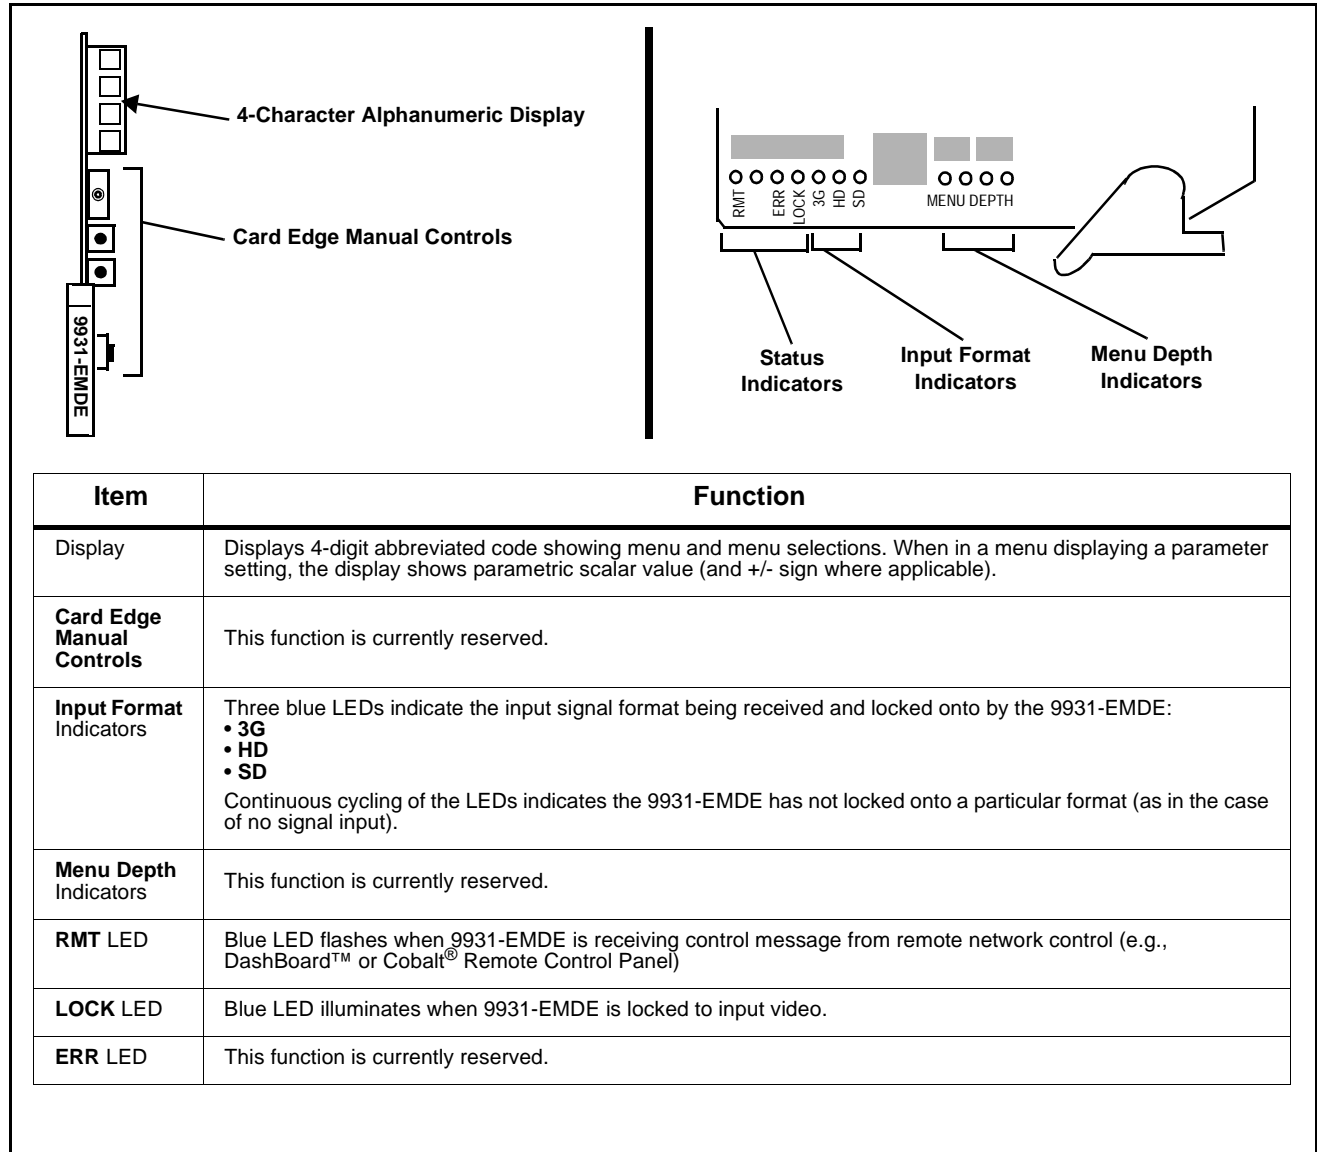 4-Character Alphanumeric Display
Card Edge Manual Controls
9931-EMDE
RMT
ERR
LOCK
3G
HD
SD
MENU DEPTH
Status
Indicators
Input Format
Indicators
Menu Depth
Indicators
Item
Function
Display
Displays 4-digit abbreviated code showing menu and menu selections. When in a menu displaying a parameter
setting, the display shows parametric scalar value (and +/- sign where applicable).
Card Edge
Manual
Controls
This function is currently reserved.
Input Format
Indicators
Three blue LEDs indicate the input signal format being received and locked onto by the 9931-EMDE:
• 3G
• HD
• SD
Continuous cycling of the LEDs indicates the 9931-EMDE has not locked onto a particular format (as in the case
of no signal input).
Menu Depth
Indicators
This function is currently reserved.
RMT LED
Blue LED flashes when 9931-EMDE is receiving control message from remote network control (e.g.,
DashBoard™ or Cobalt® Remote Control Panel)
LOCK LED
Blue LED illuminates when 9931-EMDE is locked to input video.
ERR LED
This function is currently reserved.